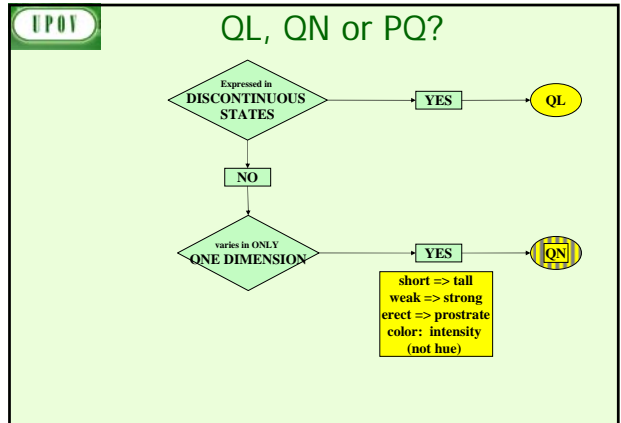 UPOV
QL, QN or PQ?
Expressed in
DISCONTINUOUS
STATES
YES
QL
NO
varies in ONLY
ONE DIMENSION
YES
QN
short => tall
weak => strong
erect => prostrate
color: intensity
(not hue)